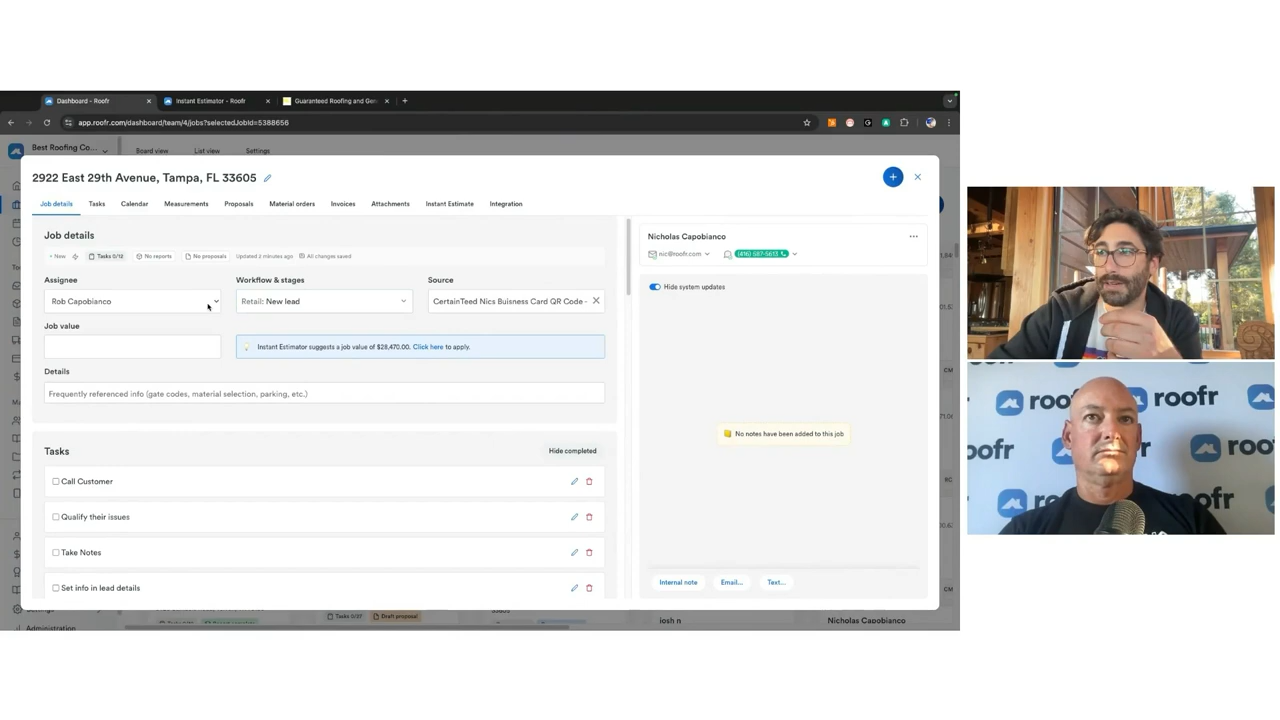 Dashboard - Roofr
Instant Estimator - Roofr
Guaranteed Roofing and Gen
app.roofr.com/dashboard/team/4/jobs?selectedJobId=5388656
Best Roofing Co...
Board view
List view
Settings
2922 East 29th Avenue, Tampa, FL 33605
Job details
Tasks
Calendar
Measurements
Proposals
Material orders
Invoices
Attachments
Instant Estimate
Integration
Job details
• New
Tasks 0/12
No reports
No proposals
Updated 2 minutes ago
All changes saved
Assignee
Workflow & stages
Source
Rob Capobianco
Retail: New lead
CertainTeed Nics Buisness Card QR Code -
Job value
Instant Estimator suggests a job value of $28,470.00. Click here to apply.
Details
Frequently referenced info (gate codes, material selection, parking, etc.)
Tasks
Hide completed
Call Customer
Qualify their issues
Take Notes
Set info in lead details
Nicholas Capobianco
nic@roofr.com
(416) 587-5613
Hide system updates
No notes have been added to this job
Internal note
Email...
Text...
Tasks 0/27
Draft proposal
33605
josh n
Nicholas Capobianco
Administration
roofr
roofr